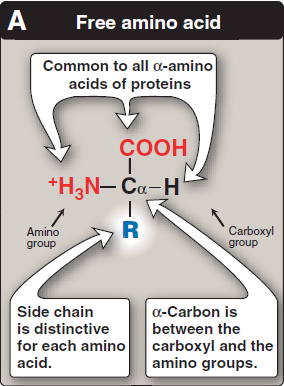 A Free amino acid
Common to all α-amino
acids of proteins
COOH
⁺H₃N–Cα–H
R
Amino
group
Carboxyl
group
Side chain
is distinctive
for each amino
acid.
α-Carbon is
between the
carboxyl and the
amino groups.